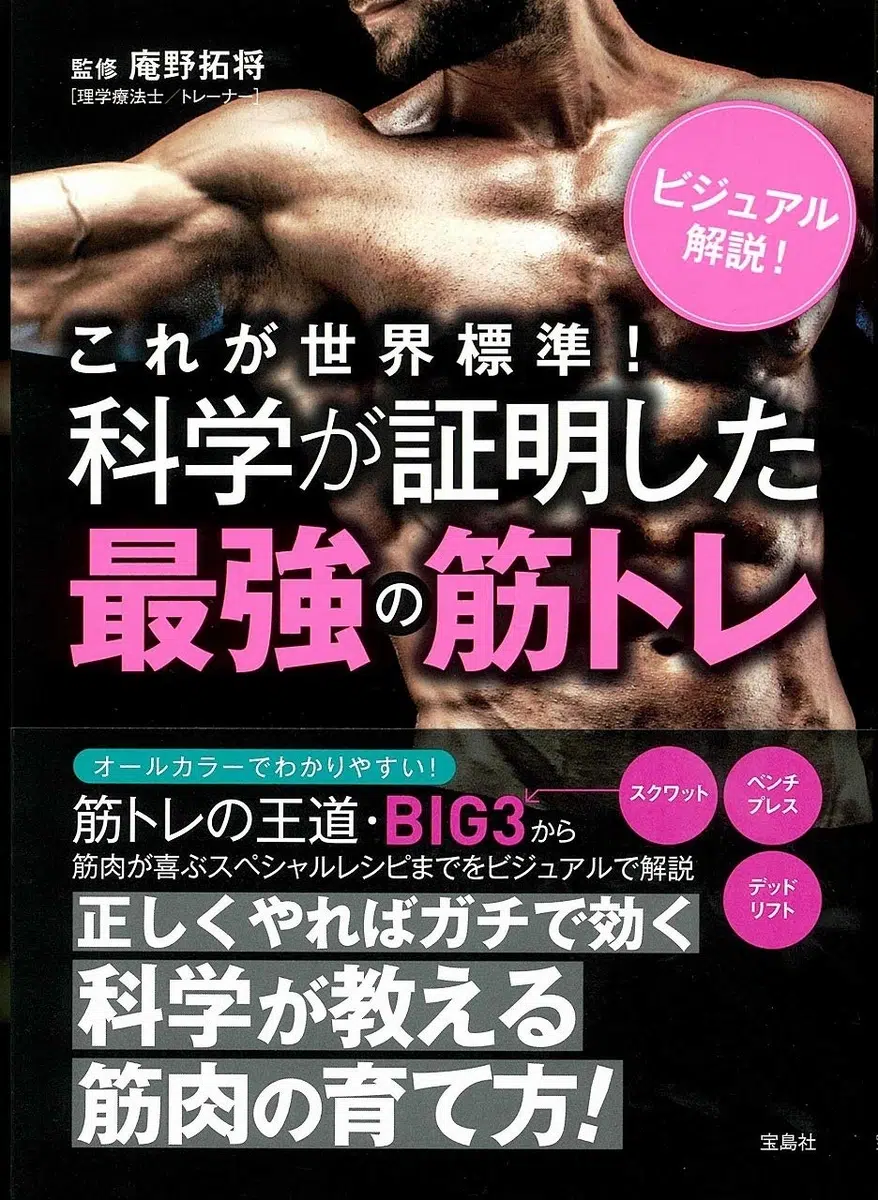 監修 庵野拓将
[理学療法士／トレーナー]
ビジュアル
解説！
これが世界標準！
科学が証明した
最強の筋トレ
オールカラーでわかりやすい！
筋トレの王道・BIG3から
スクワット
ベンチ
プレス
デッド
リフト
筋肉が喜ぶスペシャルレシピまでをビジュアルで解説
正しくやればガチで効く
科学が教える
筋肉の育て方！
宝島社